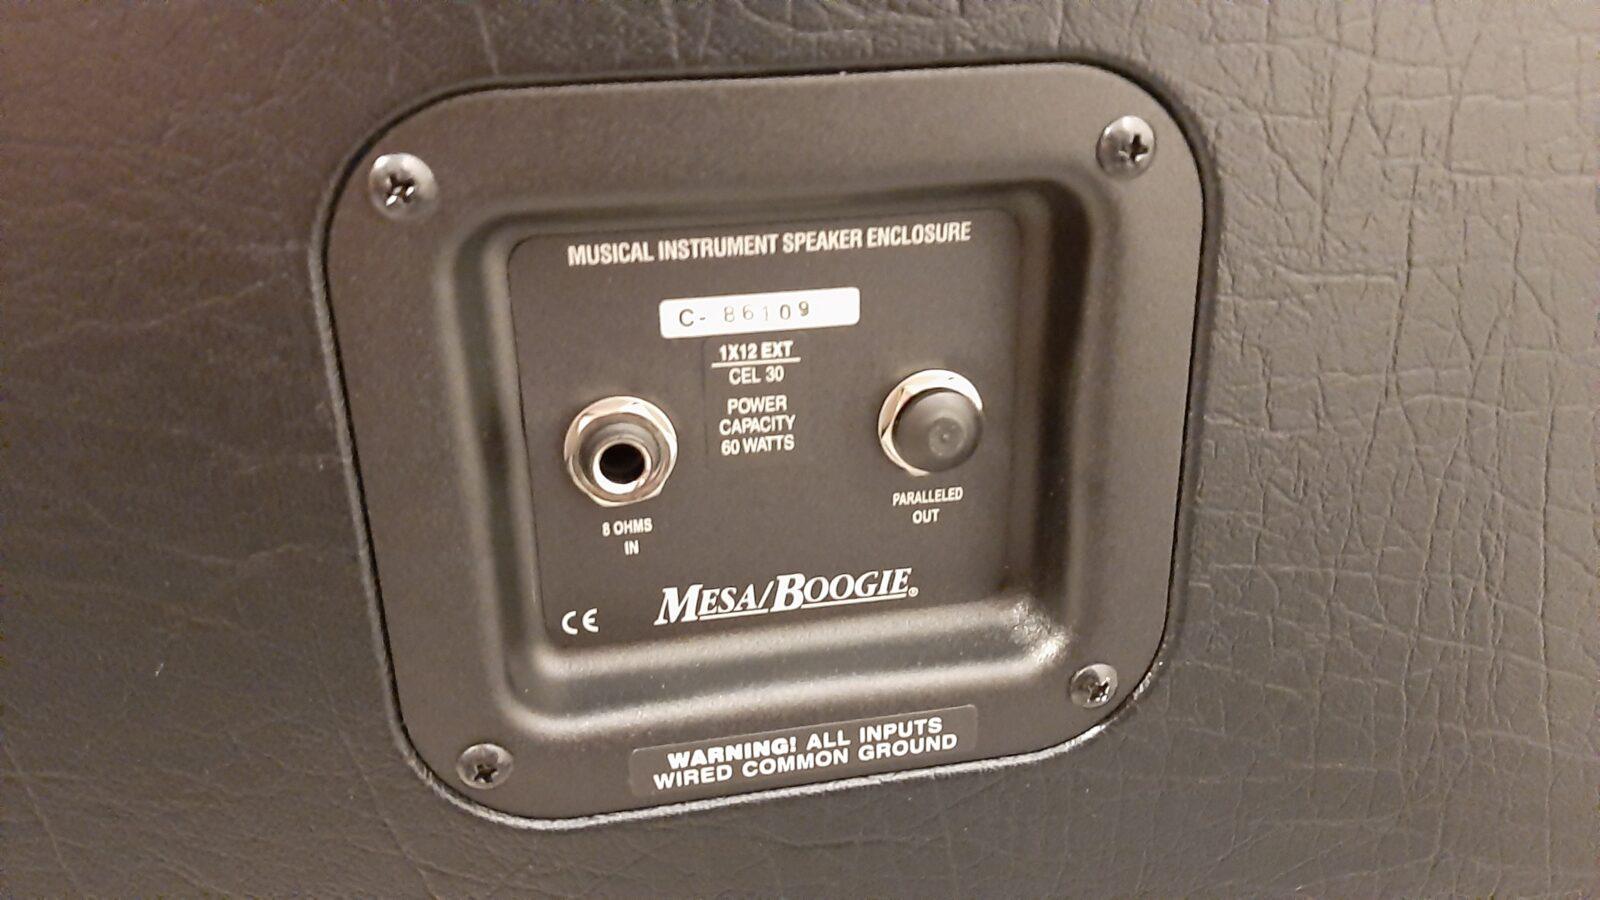 MUSICAL INSTRUMENT SPEAKER ENCLOSURE
C- 86109
1X12 EXT
CEL 30
POWER
CAPACITY
60 WATTS
8 OHMS
IN
PARALLELED
OUT
CE
MESA/BOOGIE®
WARNING! ALL INPUTS
WIRED COMMON GROUND